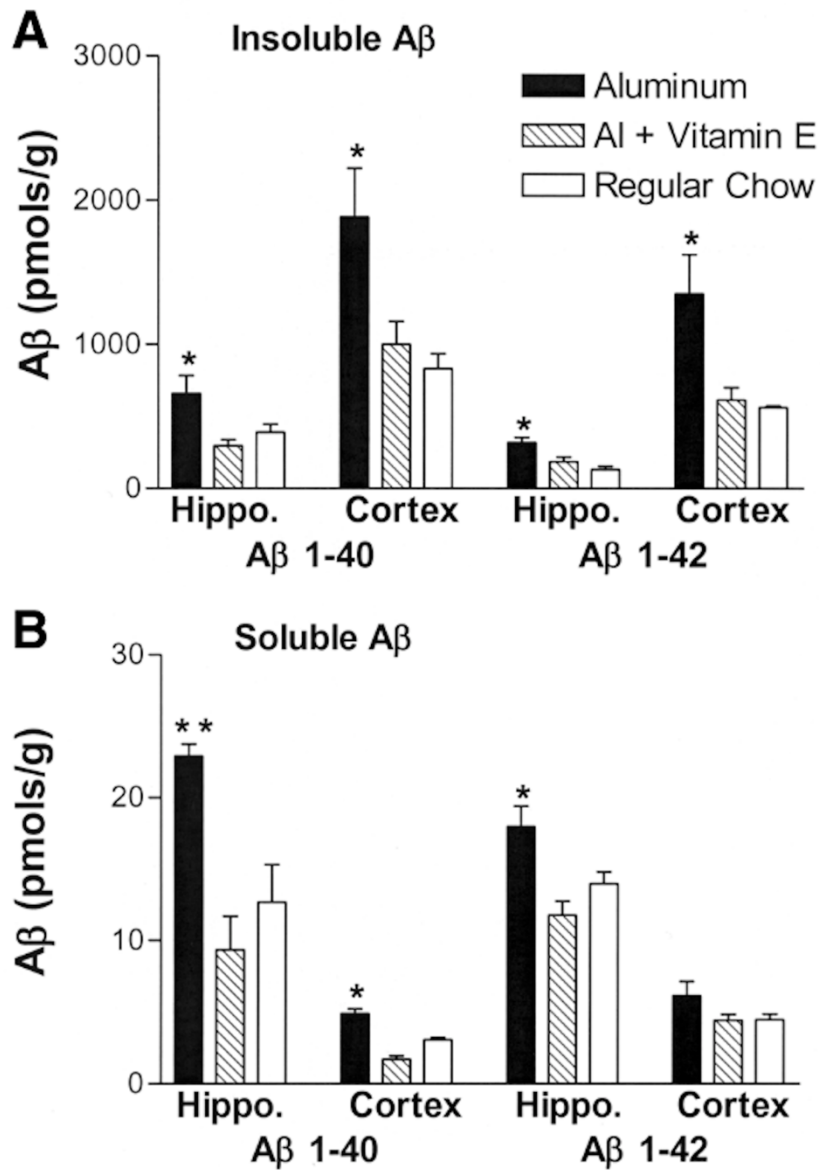 A
Insoluble Aβ
3000
Aluminum
Al + Vitamin E
Regular Chow
2000
*
*
Aβ (pmols/g)
1000
*
*
0
Hippo. Cortex Hippo. Cortex
Aβ 1-40 Aβ 1-42
B
Soluble Aβ
30
* *
20
*
Aβ (pmols/g)
10
*
0
Hippo. Cortex Hippo. Cortex
Aβ 1-40 Aβ 1-42